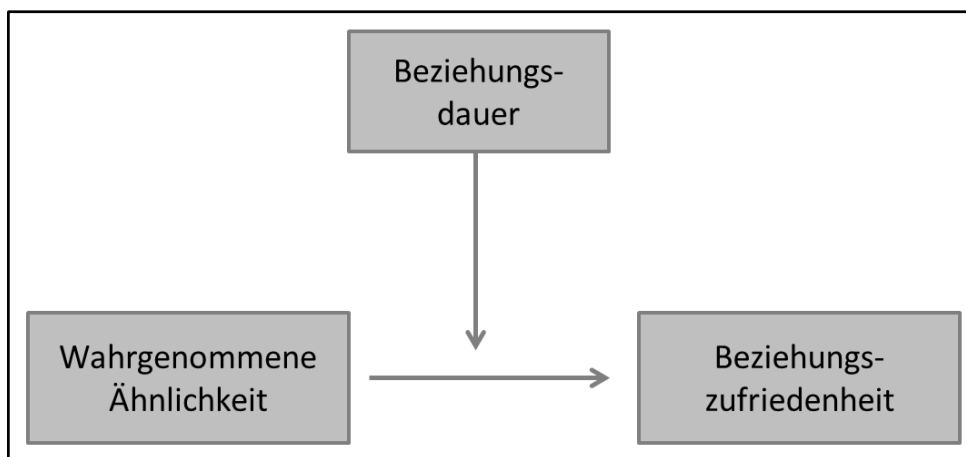 Beziehungs-
dauer
Wahrgenommene
Ähnlichkeit
Beziehungs-
zufriedenheit